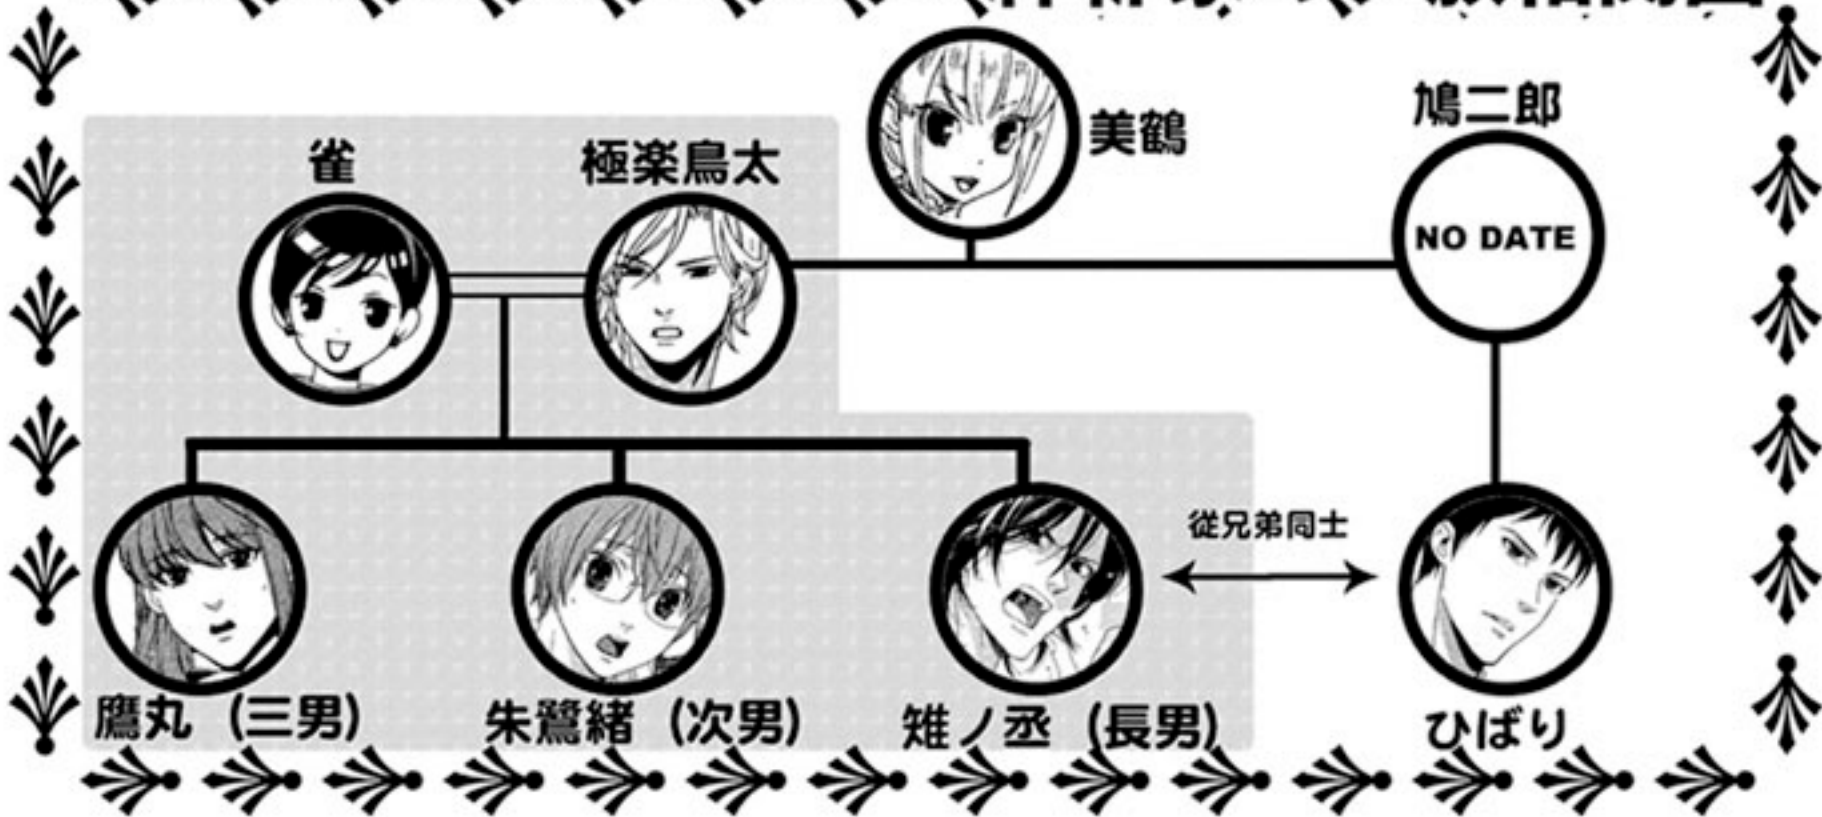 美鶴
鳩二郎
雀
極楽鳥太
NO DATE
従兄弟同士
鷹丸 (三男)
朱鷺緒 (次男)
雉ノ丞 (長男)
ひばり